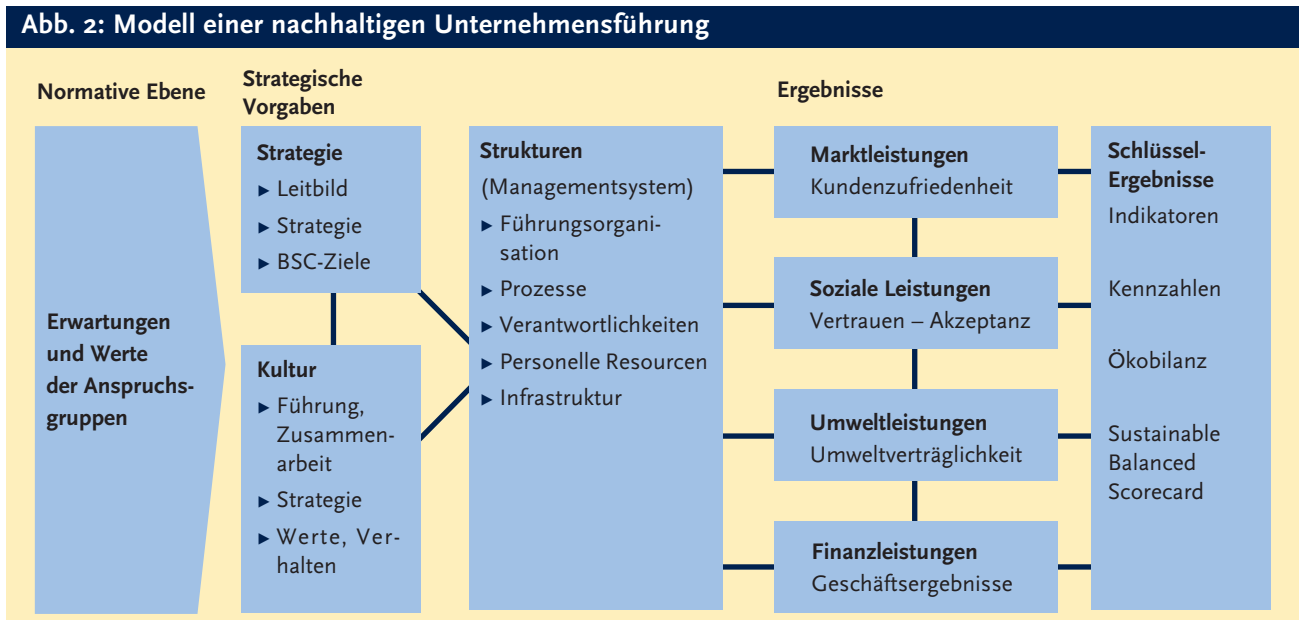 Abb. 2: Modell einer nachhaltigen Unternehmensführung
Normative Ebene
Erwartungen
und Werte
der Anspruchs-
gruppen
Strategische
Vorgaben
Strategie
▶ Leitbild
▶ Strategie
▶ BSC-Ziele
Kultur
▶ Führung,
Zusammen-
arbeit
▶ Strategie
▶ Werte, Ver-
halten
Strukturen
(Managementsystem)
▶ Führungsorgani-
sation
▶ Prozesse
▶ Verantwortlichkeiten
▶ Personelle Resourcen
▶ Infrastruktur
Ergebnisse
Marktleistungen
Kundenzufriedenheit
Soziale Leistungen
Vertrauen – Akzeptanz
Umweltleistungen
Umweltverträglichkeit
Finanzleistungen
Geschäftsergebnisse
Schlüssel-
Ergebnisse
Indikatoren
Kennzahlen
Ökobilanz
Sustainable
Balanced
Scorecard